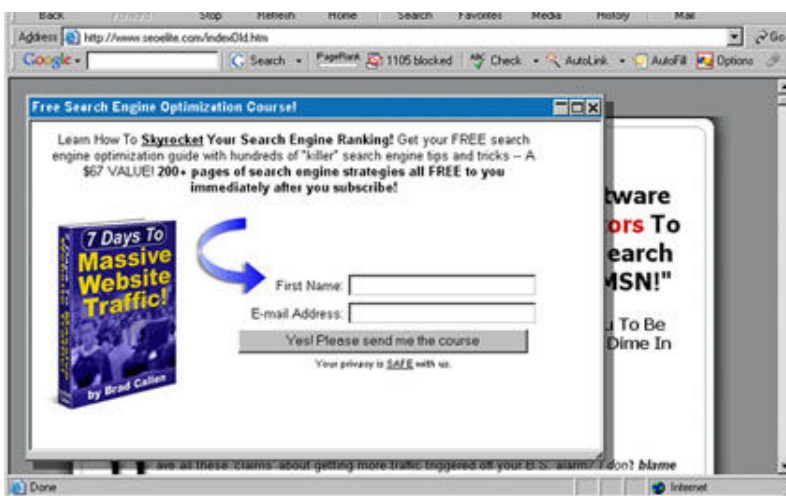 Back Forward Stop Refresh Home Search Favorites Media History Mail
Address http://www.seoelite.com/indexOld.htm Go
Google Search PageRank 1105 blocked ABC Check AutoLink AutoFill Options
Free Search Engine Optimization Course!
Learn How To Skyrocket Your Search Engine Ranking! Get your FREE search
engine optimization guide with hundreds of "killer" search engine tips and tricks -- A
$67 VALUE! 200+ pages of search engine strategies all FREE to you
immediately after you subscribe!
7 Days To
Massive
Website
Traffic!
by Brad Callen
First Name:
E-mail Address:
Yes! Please send me the course
Your privacy is SAFE with us.
tware
ors To
earch
MSN!"
u To Be
Dime In
ave all these 'claims' about getting more traffic triggered off your B.S. alarm? I don't blame
Done Internet